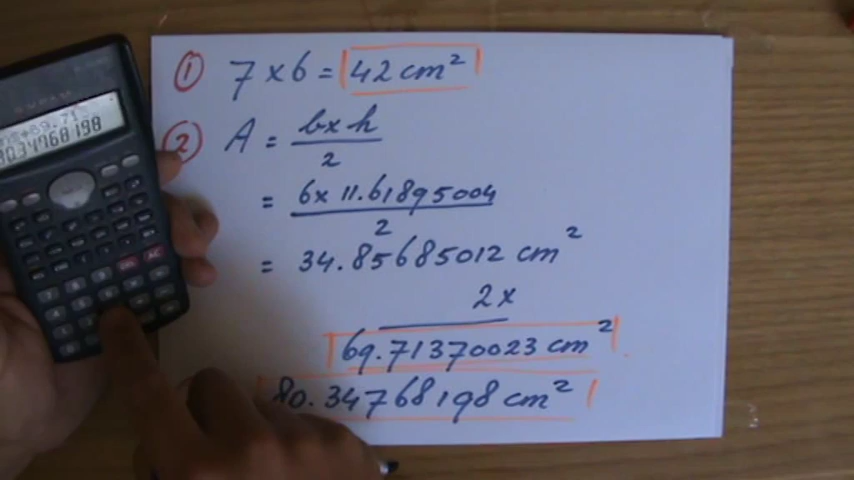 ① 7 × 6 = 42 cm²
② A = b × h / 2
= 6 × 11.61895004 / 2
= 34.85685012 cm²
2 ×
69.71370023 cm²
80.34768198 cm²